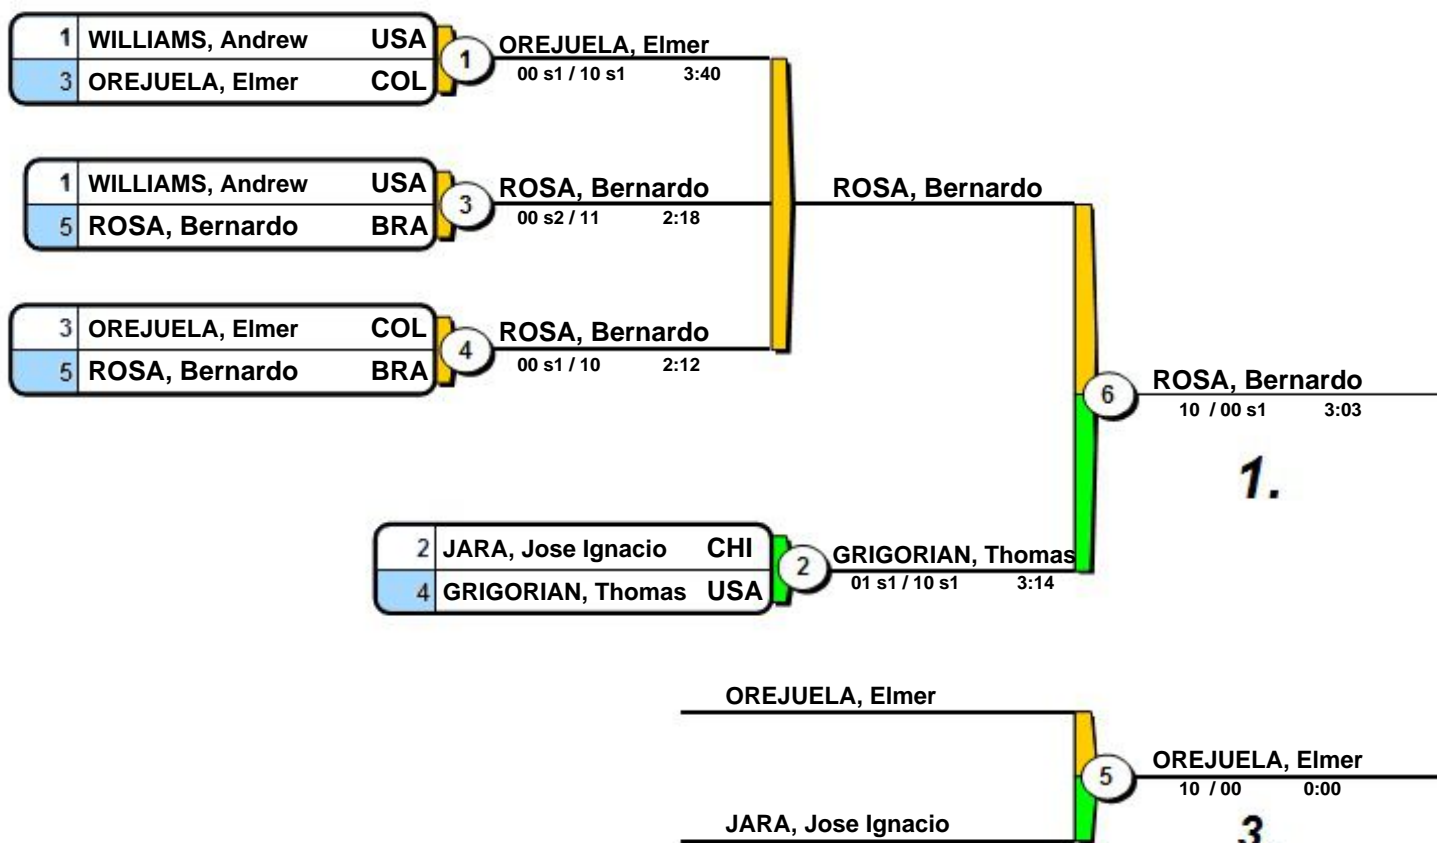 1 WILLIAMS, Andrew USA
3 OREJUELA, Elmer COL
1
OREJUELA, Elmer
00 s1 / 10 s1 3:40
1 WILLIAMS, Andrew USA
5 ROSA, Bernardo BRA
3
ROSA, Bernardo
00 s2 / 11 2:18
ROSA, Bernardo
3 OREJUELA, Elmer COL
5 ROSA, Bernardo BRA
4
ROSA, Bernardo
00 s1 / 10 2:12
6
ROSA, Bernardo
10 / 00 s1 3:03
1.
2 JARA, Jose Ignacio CHI
4 GRIGORIAN, Thomas USA
2
GRIGORIAN, Thomas
01 s1 / 10 s1 3:14
OREJUELA, Elmer
5
OREJUELA, Elmer
10 / 00 0:00
JARA, Jose Ignacio
3.